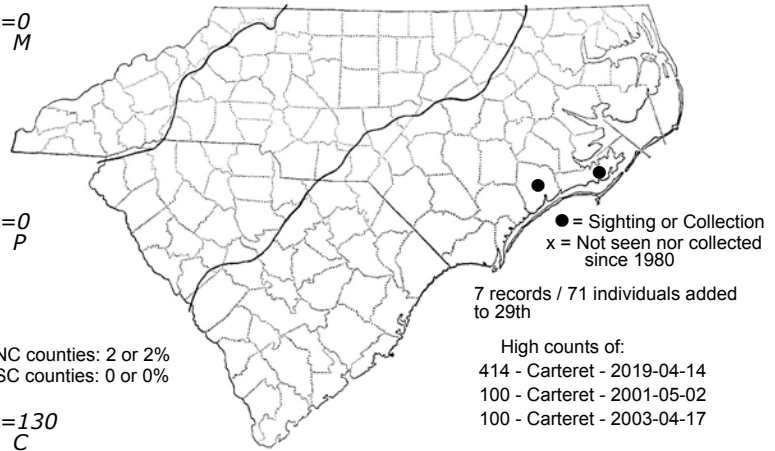 =0
M
=0
P
● = Sighting or Collection
x = Not seen nor collected
since 1980
7 records / 71 individuals added
to 29th
NC counties: 2 or 2%
SC counties: 0 or 0%
High counts of:
414 - Carteret - 2019-04-14
100 - Carteret - 2001-05-02
100 - Carteret - 2003-04-17
=130
C